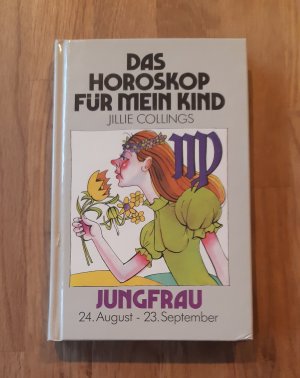 DAS
HOROSKOP
FÜR MEIN KIND
JILLIE COLLINGS
JUNGFRAU
24. August - 23. September